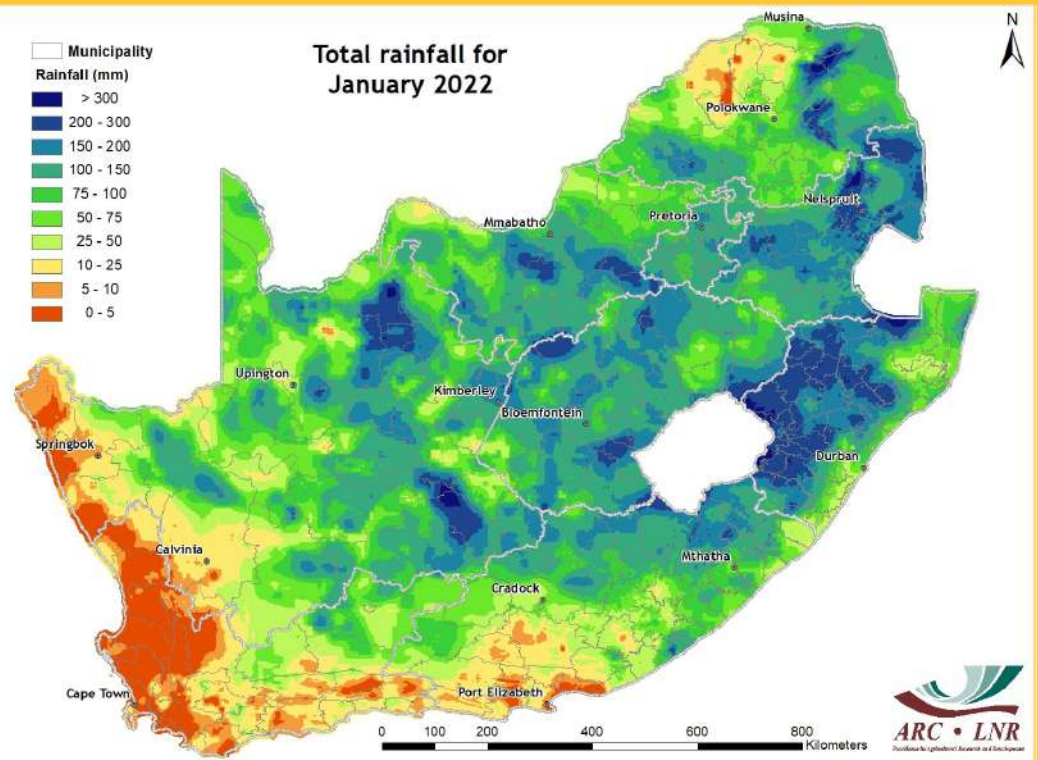 Total rainfall for
January 2022
Municipality
Rainfall (mm)
> 300
200 - 300
150 - 200
100 - 150
75 - 100
50 - 75
25 - 50
10 - 25
5 - 10
0 - 5
N
Musina
Polokwane
Nelspruit
Pretoria
Mmabatho
Upington
Kimberley
Bloemfontein
Springbok
Durban
Calvinia
Mthatha
Cradock
Cape Town
Port Elizabeth
0 100 200 400 600 800
Kilometers
ARC • LNR